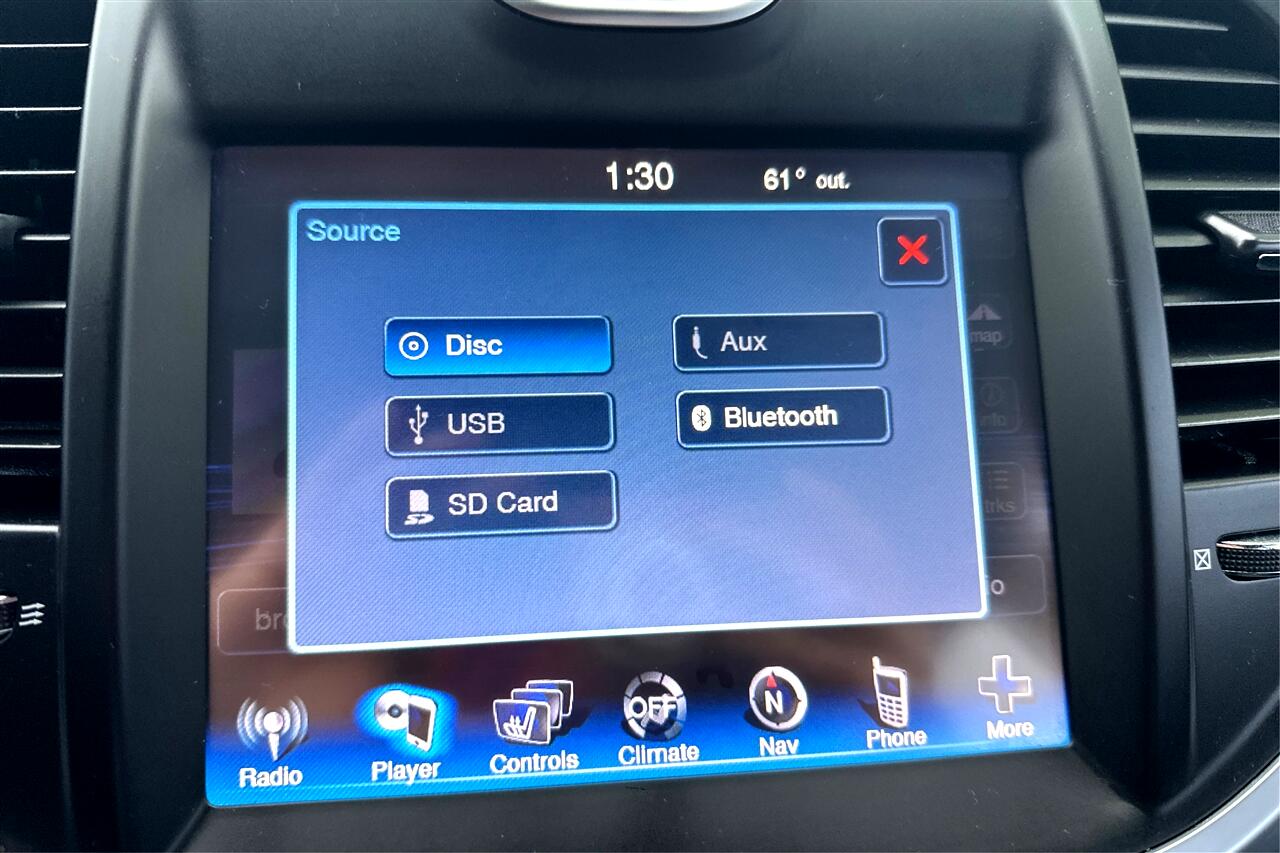 1:30 61° out.
Source
Disc Aux
USB Bluetooth
SD Card
map
info
OFF N
Radio Player Controls Climate Nav Phone More